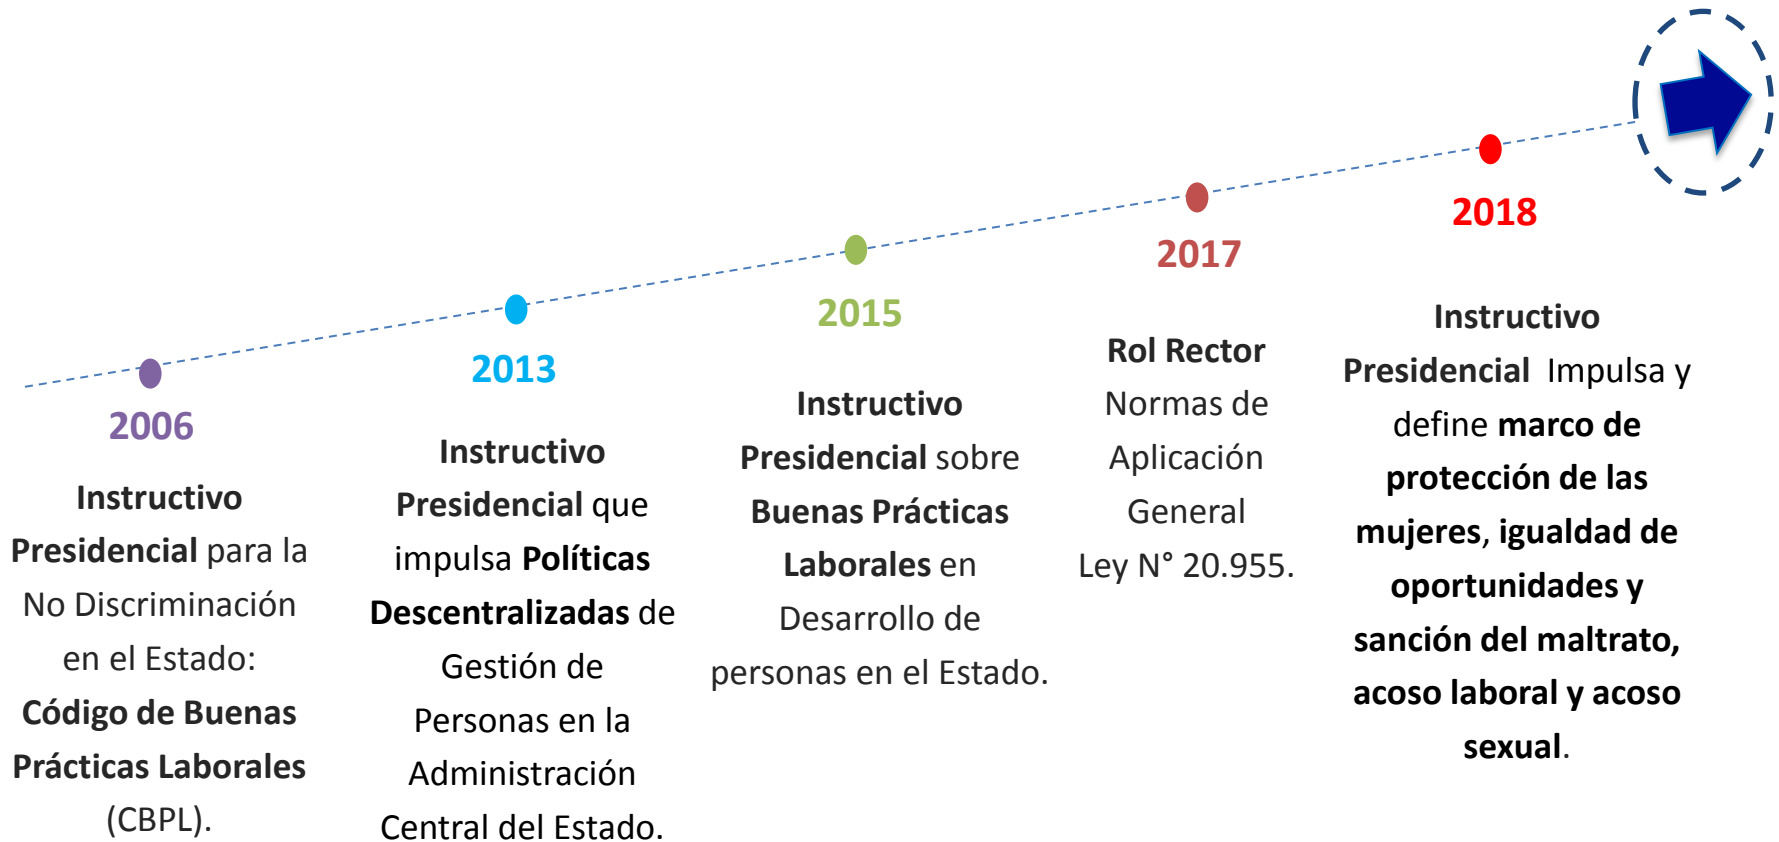 2006
Instructivo
Presidencial para la
No Discriminación
en el Estado:
Código de Buenas
Prácticas Laborales
(CBPL).
2013
Instructivo
Presidencial que
impulsa Políticas
Descentralizadas de
Gestión de
Personas en la
Administración
Central del Estado.
2015
Instructivo
Presidencial sobre
Buenas Prácticas
Laborales en
Desarrollo de
personas en el Estado.
2017
Rol Rector
Normas de
Aplicación
General
Ley N° 20.955.
2018
Instructivo
Presidencial Impulsa y
define marco de
protección de las
mujeres, igualdad de
oportunidades y
sanción del maltrato,
acoso laboral y acoso
sexual.